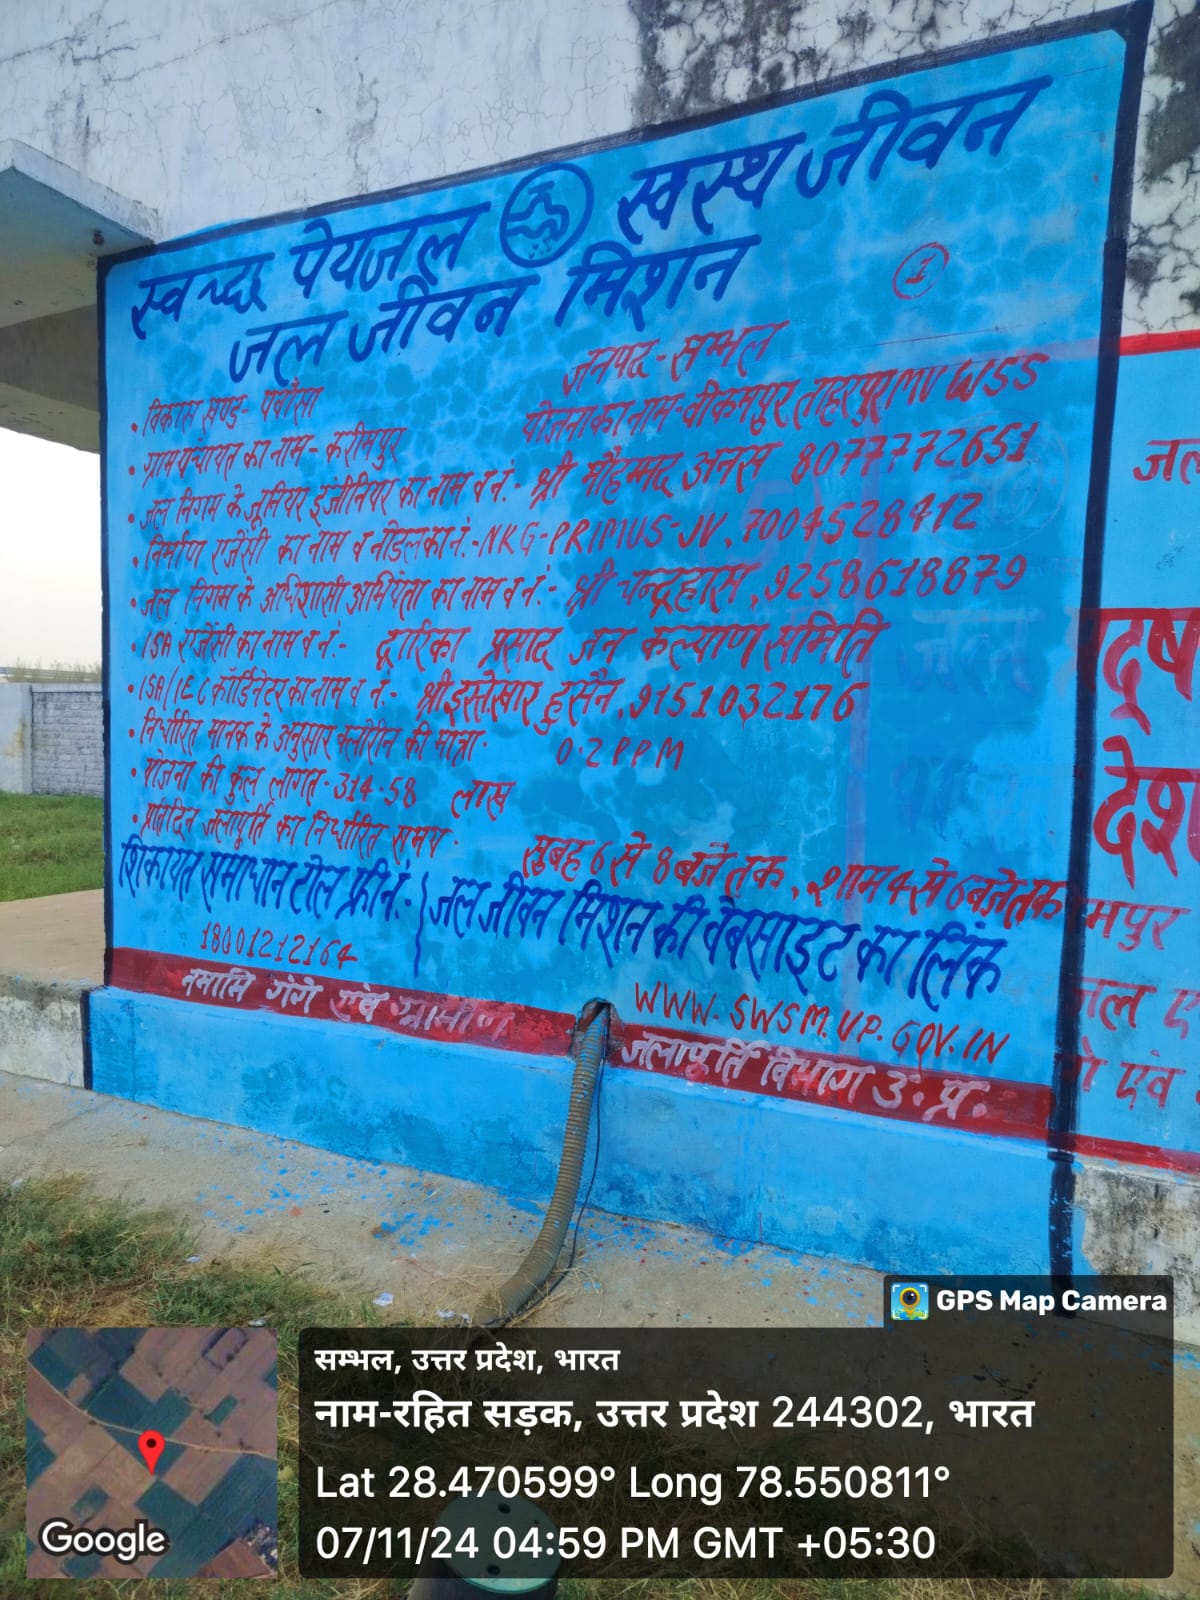 स्वच्छ पेयजल स्वस्थ जीवन
जल जीवन मिशन
1
जनपद-सम्भल
• विकास खण्ड- पवाँसा
योजना का नाम-वीकमपुर ताहरपुर MV WSS
• ग्राम पंचायत का नाम- करीमपुर
• जल निगम के जूनियर इंजीनियर का नाम व नं.- श्री मौहम्मद अनस 8077772651
• निर्माण एजेंसी का नाम व नोडल का नं.-NKG-PRIMUS-JV, 7004528412
• जल निगम के अधिशासी अभियंता का नाम व नं.- श्री चन्द्रहास, 9258618879
• ISA एजेंसी का नाम व नं.- द्वारिका प्रसाद जन कल्याण समिति
• ISA/IEC कॉर्डिनेटर का नाम व नं.- श्री इस्तेखार हुसैन, 9151032176
• निर्धारित मानक के अनुसार क्लोरीन की मात्रा. 0.2 PPM
• योजना की कुल लागत- 314.58 लाख
• प्रतिदिन जलापूर्ति का निर्धारित समय. सुबह 6 से 8 बजे तक, शाम 4 से 6 बजे तक
शिकायत समाधान टोल फ्री नं.-
18001212164
जल जीवन मिशन की वेबसाइट का लिंक
WWW.SWSM.UP.GOV.IN
नमामि गंगे एंव ग्रामीण जलापूर्ति विभाग उ. प्र.
जल
देश
मपुर
जल ए
एंव
GPS Map Camera
सम्भल, उत्तर प्रदेश, भारत
नाम-रहित सड़क, उत्तर प्रदेश 244302, भारत
Lat 28.470599° Long 78.550811°
07/11/24 04:59 PM GMT +05:30
Google